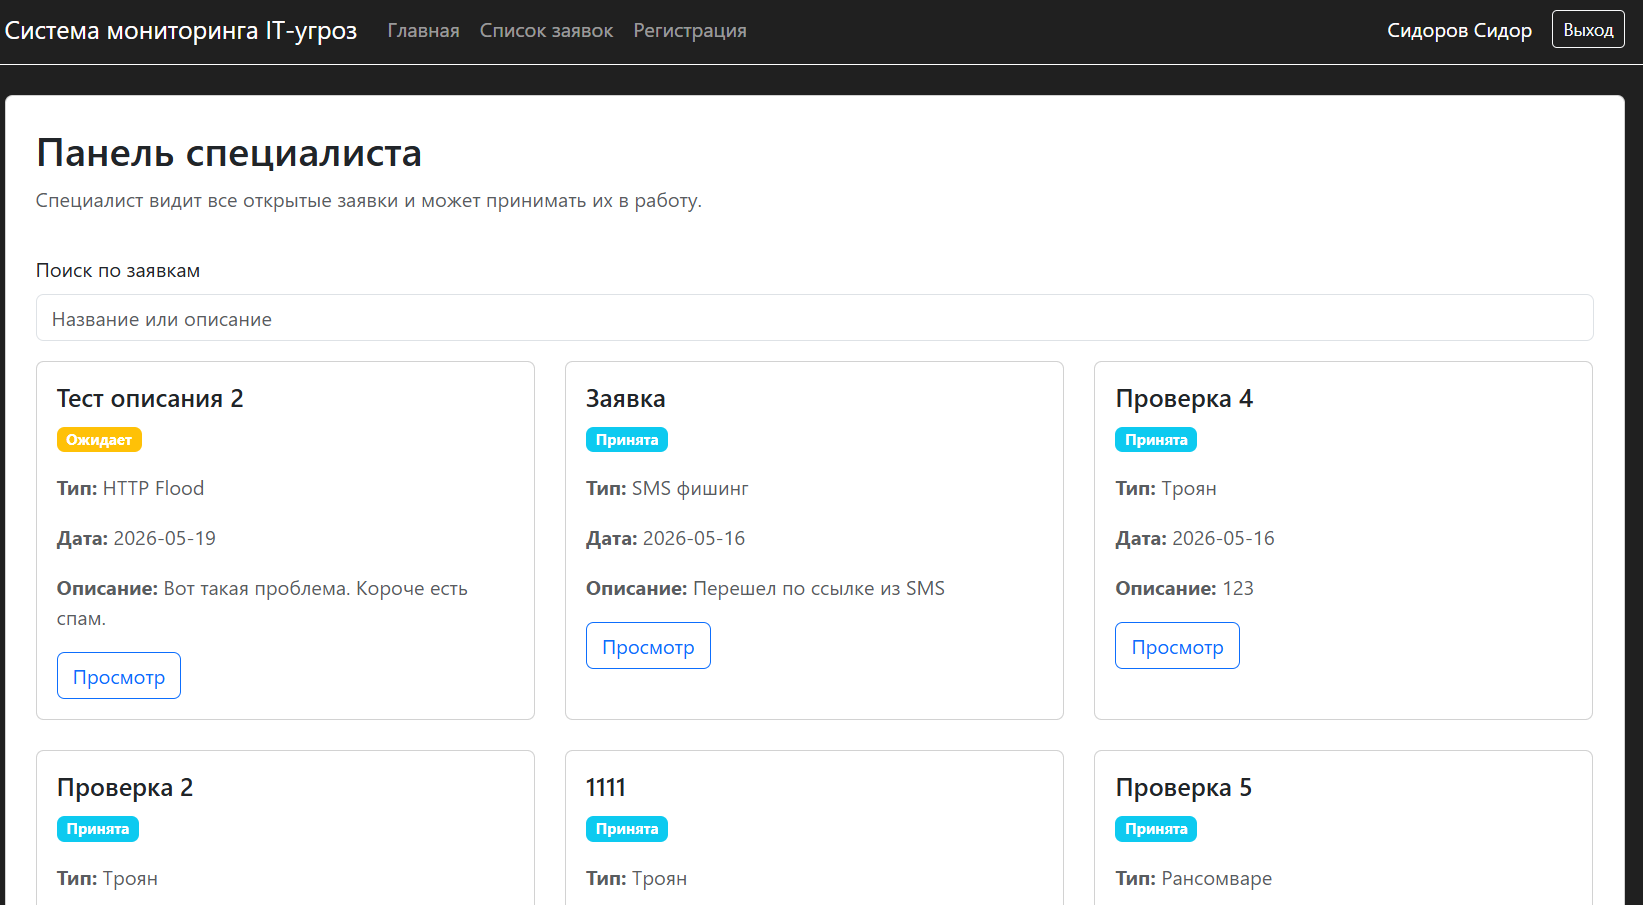 Система мониторинга IT-угроз Главная Список заявок Регистрация Сидоров Сидор Выход
Панель специалиста
Специалист видит все открытые заявки и может принимать их в работу.
Поиск по заявкам
Название или описание
Тест описания 2
Ожидает
Тип: HTTP Flood
Дата: 2026-05-19
Описание: Вот такая проблема. Короче есть
спам.
Просмотр
Заявка
Принята
Тип: SMS фишинг
Дата: 2026-05-16
Описание: Перешел по ссылке из SMS
Просмотр
Проверка 4
Принята
Тип: Троян
Дата: 2026-05-16
Описание: 123
Просмотр
Проверка 2
Принята
Тип: Троян
1111
Принята
Тип: Троян
Проверка 5
Принята
Тип: Рансомваре